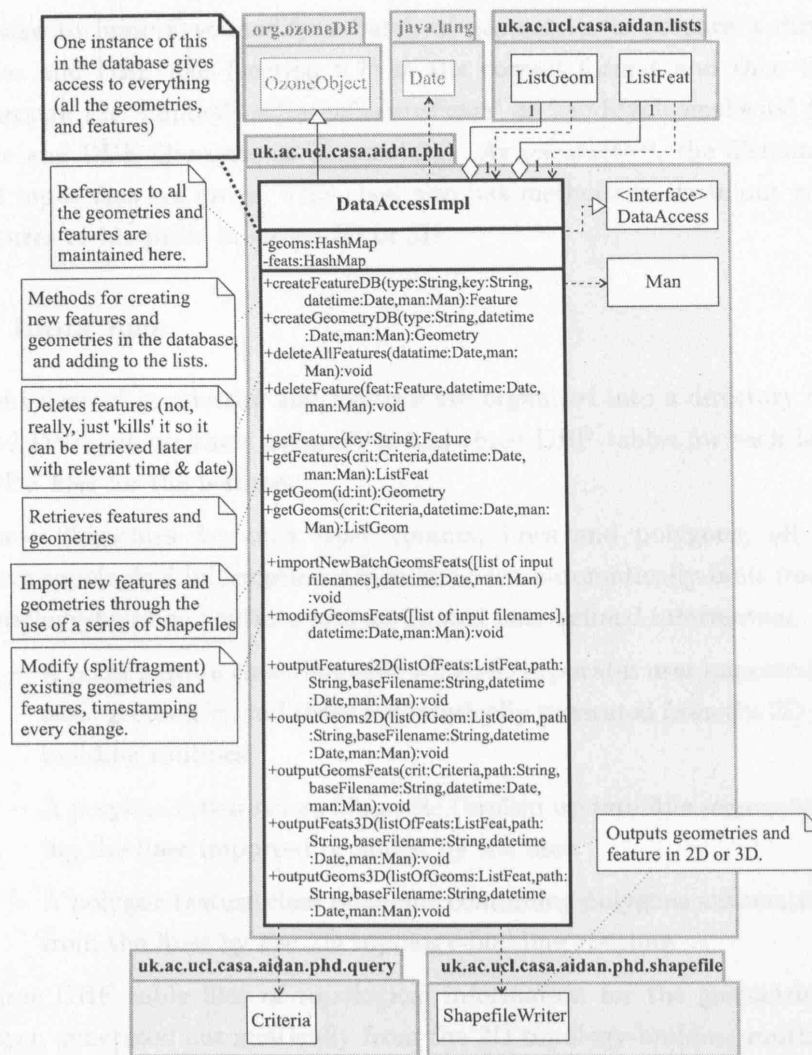 One instance of this
in the database gives
access to everything
(all the geometries,
and features)
org.ozoneDB
OzoneObject
java.lang
Date
uk.ac.ucl.casa.aidan.lists
ListGeom
ListFeat
uk.ac.ucl.casa.aidan.phd
References to all
the geometries and
features are
maintained here.
Methods for creating
new features and
geometries in the database,
and adding to the lists.
Deletes features (not,
really, just 'kills' it so it
can be retrieved later
with relevant time & date)
Retrieves features and
geometries
Import new features and
geometries through the
use of a series of Shapefiles
Modify (split/fragment)
existing geometries and
features, timestamping
every change.
1
1
DataAccessImpl
-geoms:HashMap
-feats:HashMap
+createFeatureDB(type:String,key:String,
datetime:Date,man:Man):Feature
+createGeometryDB(type:String,datetime
:Date,man:Man):Geometry
+deleteAllFeatures(datatime:Date,man:
Man):void
+deleteFeature(feat:Feature,datetime:Date,
man:Man):void
+getFeature(key:String):Feature
+getFeatures(crit:Criteria,datetime:Date,
man:Man):ListFeat
+getGeom(id:int):Geometry
+getGeoms(crit:Criteria,datetime:Date,man:
Man):ListGeom
+importNewBatchGeomsFeats([list of input
filenames],datetime:Date,man:Man)
:void
+modifyGeomsFeats([list of input filenames],
datetime:Date,man:Man):void
+outputFeatures2D(listOfFeats:ListFeat,path:
String,baseFilename:String,datetime
:Date,man:Man):void
+outputGeoms2D(listOfGeom:ListGeom,path
:String,baseFilename:String,datetime
:Date,man:Man):void
+outputGeomsFeats(crit:Criteria,path:String,
baseFilename:String,datetime:Date,
man:Man):void
+outputFeats3D(listOfFeats:ListFeat,path:
String,baseFilename:String,datetime
:Date,man:Man):void
+outputGeoms3D(listOfGeoms:ListFeat,path:
String,baseFilename:String,datetime
:Date,man:Man):void
<interface>
DataAccess
Man
Outputs geometries and
feature in 2D or 3D.
uk.ac.ucl.casa.aidan.phd.query
Criteria
uk.ac.ucl.casa.aidan.phd.shapefile
ShapefileWriter